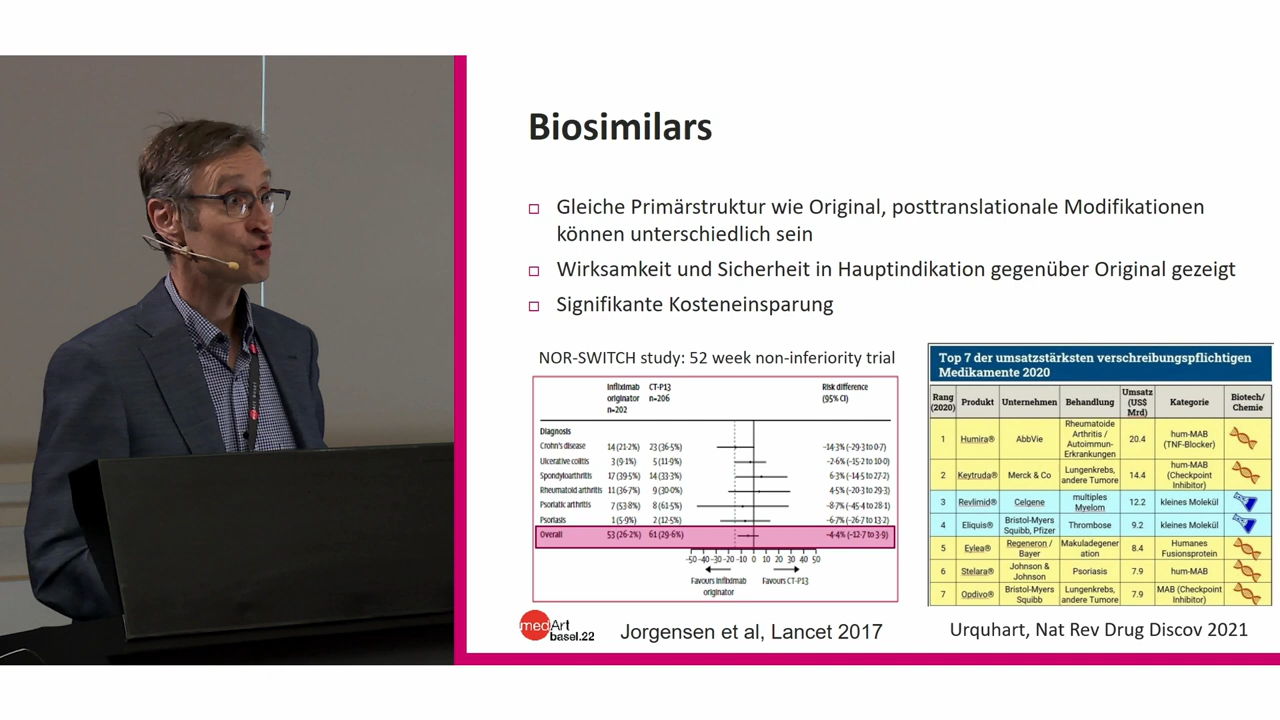 Biosimilars
Gleiche Primärstruktur wie Original, posttranslationale Modifikationen
können unterschiedlich sein
Wirksamkeit und Sicherheit in Hauptindikation gegenüber Original gezeigt
Signifikante Kosteneinsparung
NOR-SWITCH study: 52 week non-inferiority trial
Infliximab originator n=202 CT-P13 n=206 Risk difference (95% CI)
Diagnosis
Crohn's disease 14 (21·2%) 23 (36·5%) -14·3% (-29·3 to 0·7)
Ulcerative colitis 3 (9·1%) 5 (11·9%) -2·6% (-15·2 to 10·0)
Spondyloarthritis 17 (39·5%) 14 (33·3%) 6·3% (-14·5 to 27·2)
Rheumatoid arthritis 11 (36·7%) 9 (30·0%) 4·5% (-20·3 to 29·3)
Psoriatic arthritis 7 (53·8%) 8 (61·5%) -8·7% (-45·4 to 28·1)
Psoriasis 1 (5·9%) 2 (12·5%) -6·7% (-26·7 to 13·2)
Overall 53 (26·2%) 61 (29·6%) -4·4% (-12·7 to 3·9)
-50 -40 -30 -20 -10 0 10 20 30 40 50
Favours infliximab originator Favours CT-P13
medArt
basel.22
Jorgensen et al, Lancet 2017
Top 7 der umsatzstärksten verschreibungspflichtigen
Medikamente 2020
Rang (2020) Produkt Unternehmen Behandlung Umsatz (US$ Mrd) Kategorie Biotech/ Chemie
1 Humira® AbbVie Rheumatoide Arthritis / Autoimmun-Erkrankungen 20.4 hum-MAB (TNF-Blocker)
2 Keytruda® Merck & Co Lungenkrebs, andere Tumore 14.4 hum-MAB (Checkpoint Inhibitor)
3 Revlimid® Celgene multiples Myelom 12.2 kleines Molekül
4 Eliquis® Bristol-Myers Squibb, Pfizer Thrombose 9.2 kleines Molekül
5 Eylea® Regeneron / Bayer Makuladegeneration 8.4 Humanes Fusionsprotein
6 Stelara® Johnson & Johnson Psoriasis 7.9 hum-MAB
7 Opdivo® Bristol-Myers Squibb Lungenkrebs, andere Tumore 7.9 MAB (Checkpoint Inhibitor)
Urquhart, Nat Rev Drug Discov 2021